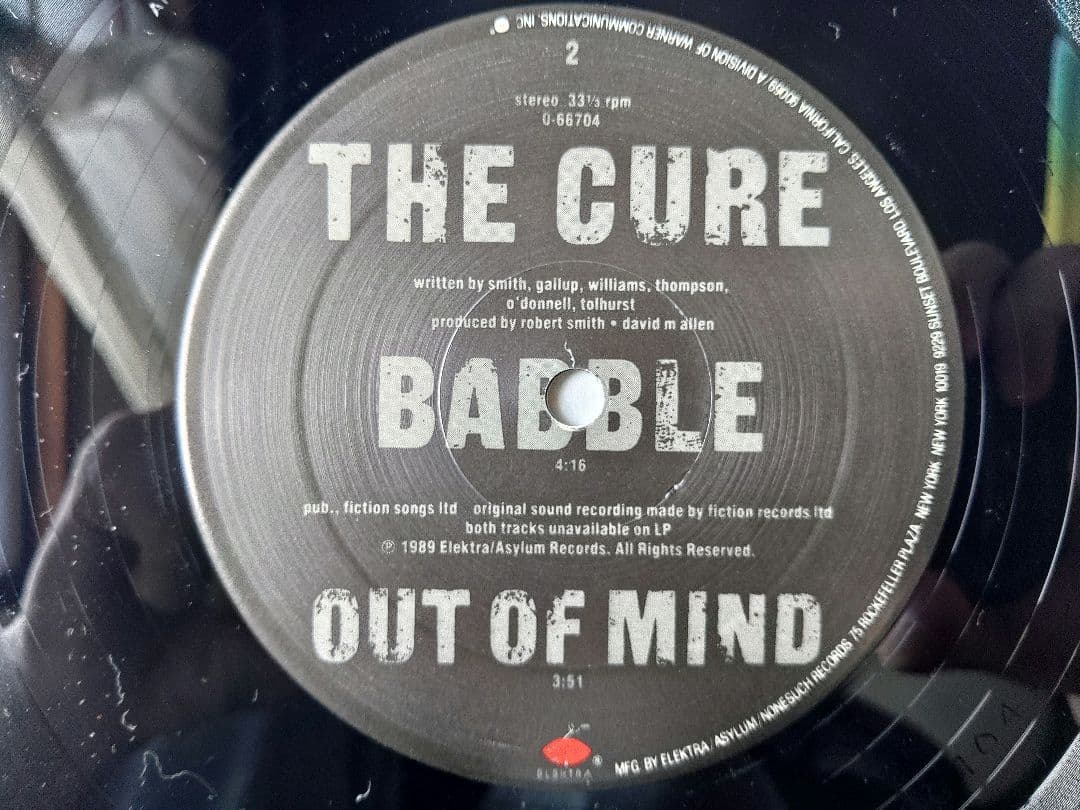 2
stereo 33⅓ rpm
0-66704
THE CURE
written by smith, gallup, williams, thompson,
o'donnell, tolhurst
produced by robert smith • david m allen
BABBLE
4:16
pub., fiction songs ltd original sound recording made by fiction records ltd
both tracks unavailable on LP
℗ 1989 Elektra/Asylum Records. All Rights Reserved.
OUT OF MIND
3:51
ELEKTRA ®
MFG. BY ELEKTRA/ASYLUM/NONESUCH RECORDS 75 ROCKEFELLER PLAZA NEW YORK NEW YORK 10019 9229 SUNSET BOULEVARD LOS ANGELES CALIFORNIA 90069/A DIVISION OF WARNER COMMUNICATIONS, INC